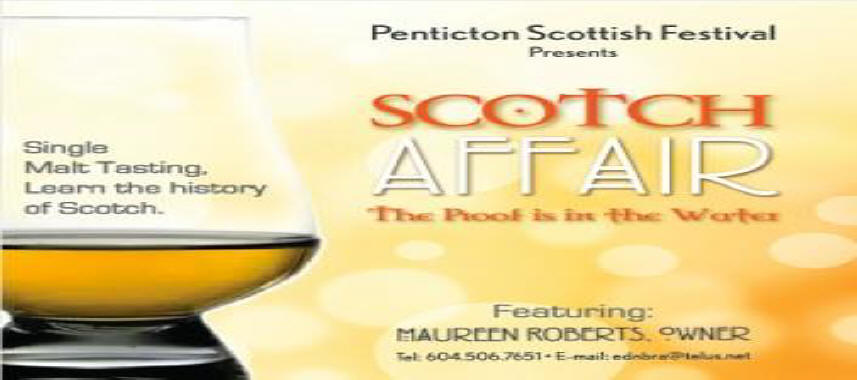 Penticton Scottish Festival
Presents
SCOTCH
AFFAIR
The Proof is in the Water
Single
Malt Tasting,
Learn the history
of Scotch.
Featuring:
MAUREEN ROBERTS, OWNER
Tel: 604.506.7651 • E-mail: ednbra@telus.net